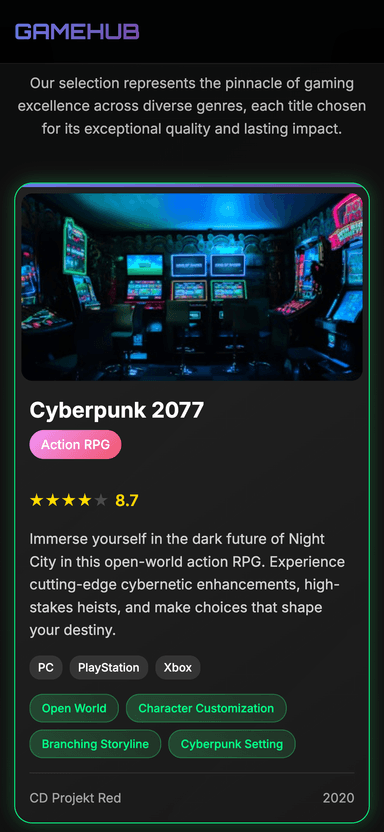 GAMEHUB
Our selection represents the pinnacle of gaming
excellence across diverse genres, each title chosen
for its exceptional quality and lasting impact.
Cyberpunk 2077
Action RPG
★★★★★ 8.7
Immerse yourself in the dark future of Night
City in this open-world action RPG. Experience
cutting-edge cybernetic enhancements, high-
stakes heists, and make choices that shape
your destiny.
PC PlayStation Xbox
Open World Character Customization
Branching Storyline Cyberpunk Setting
CD Projekt Red 2020